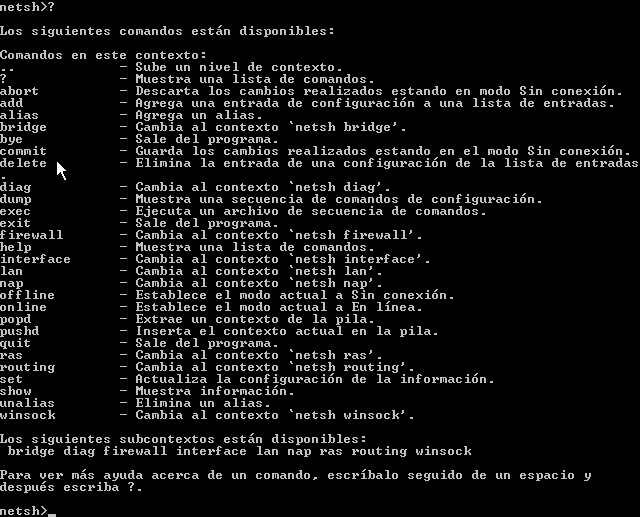 netsh>?
Los siguientes comandos están disponibles:
Comandos en este contexto:
.. - Sube un nivel de contexto.
? - Muestra una lista de comandos.
abort - Descarta los cambios realizados estando en modo Sin conexión.
add - Agrega una entrada de configuración a una lista de entradas.
alias - Agrega un alias.
bridge - Cambia al contexto `netsh bridge'.
bye - Sale del programa.
commit - Guarda los cambios realizados estando en el modo Sin conexión.
delete - Elimina la entrada de una configuración de la lista de entradas
.
diag - Cambia al contexto `netsh diag'.
dump - Muestra una secuencia de comandos de configuración.
exec - Ejecuta un archivo de secuencia de comandos.
exit - Sale del programa.
firewall - Cambia al contexto `netsh firewall'.
help - Muestra una lista de comandos.
interface - Cambia al contexto `netsh interface'.
lan - Cambia al contexto `netsh lan'.
nap - Cambia al contexto `netsh nap'.
offline - Establece el modo actual a Sin conexión.
online - Establece el modo actual a En línea.
popd - Extrae un contexto de la pila.
pushd - Inserta el contexto actual en la pila.
quit - Sale del programa.
ras - Cambia al contexto `netsh ras'.
routing - Cambia al contexto `netsh routing'.
set - Actualiza la configuración de la información.
show - Muestra información.
unalias - Elimina un alias.
winsock - Cambia al contexto `netsh winsock'.
Los siguientes subcontextos están disponibles:
bridge diag firewall interface lan nap ras routing winsock
Para ver más ayuda acerca de un comando, escríbalo seguido de un espacio y
después escriba ?.
netsh>_